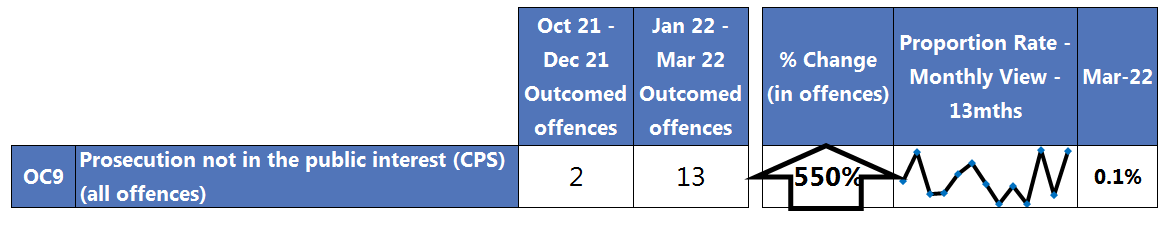 Oct 21 -
Dec 21
Outcomed
offences
Jan 22 -
Mar 22
Outcomed
offences
% Change
(in offences)
Proportion Rate -
Monthly View -
13mths
Mar-22
OC9
Prosecution not in the public interest (CPS)
(all offences)
2
13
550%
0.1%